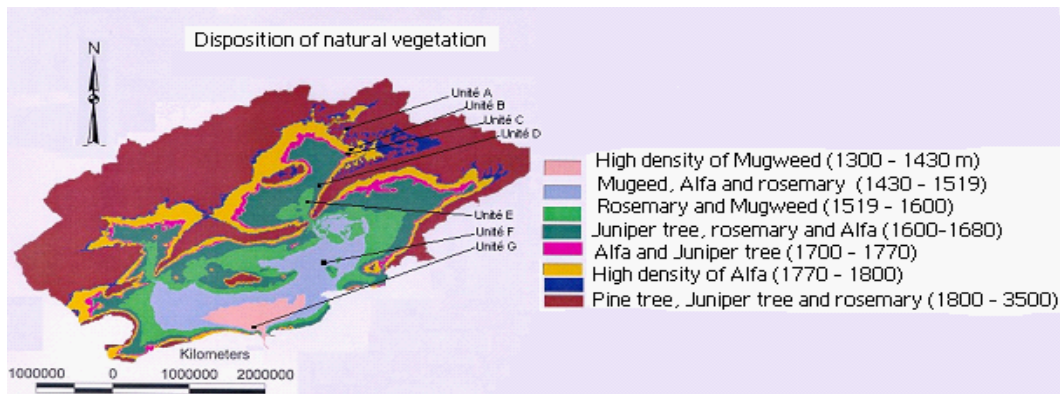 Disposition of natural vegetation
N
Unité A
Unité B
Unité C
Unité D
Unité E
Unité F
Unité G
High density of Mugweed (1300 - 1430 m)
Mugeed, Alfa and rosemary (1430 - 1519)
Rosemary and Mugweed (1519 - 1600)
Juniper tree, rosemary and Alfa (1600-1680)
Alfa and Juniper tree (1700 - 1770)
High density of Alfa (1770 - 1800)
Pine tree, Juniper tree and rosemary (1800 - 3500)
Kilometers
1000000 0 1000000 2000000